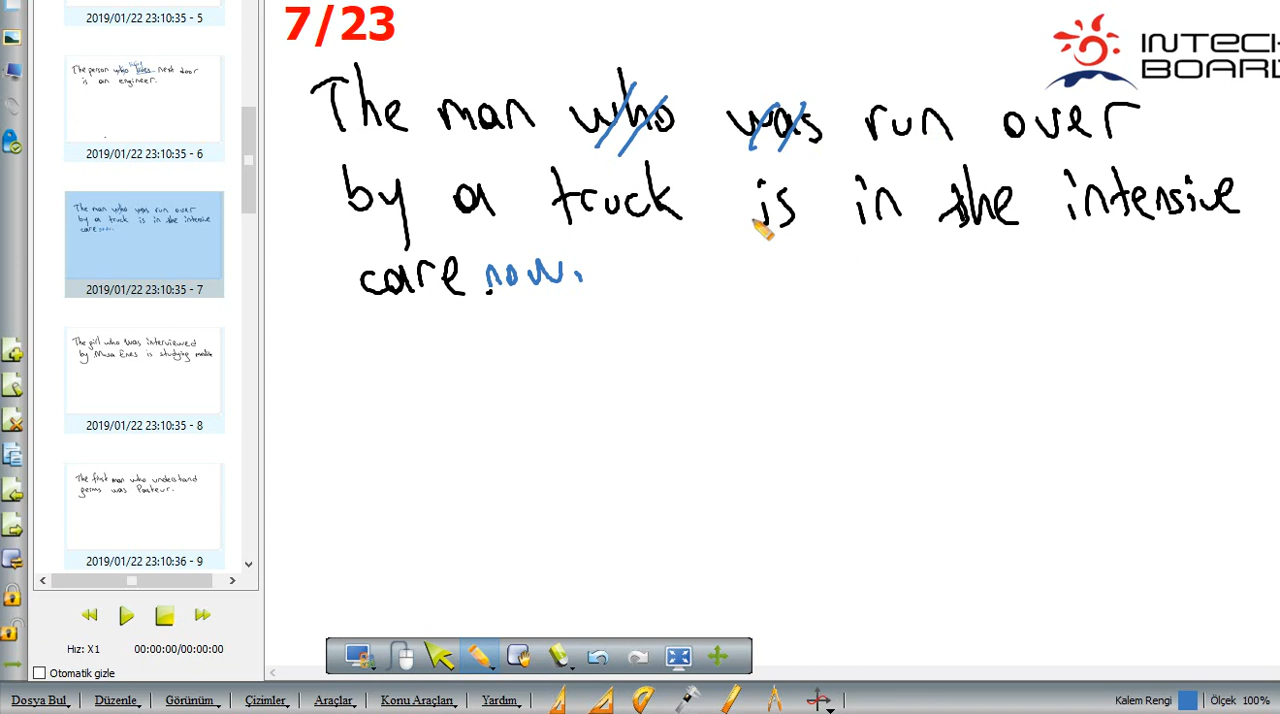 2019/01/22 23:10:35 - 5
The person who lives next door
is an engineer.
2019/01/22 23:10:35 - 6
The man who was run over
by a truck is in the intensive
care now.
2019/01/22 23:10:35 - 7
The girl who was interviewed
by Musa Enes is studying
2019/01/22 23:10:35 - 8
The first man who understand
germs was Pasteur.
2019/01/22 23:10:36 - 9
Hız: X1 00:00:00/00:00:00
Otomatik gizle
7/23
INTECH
BOARD
The man who was run over
by a truck is in the intensive
care now.
Dosya Bul Düzenle Görünüm Çizimler Araçlar Konu Araçları Yardım Kalem Rengi Ölçek 100%